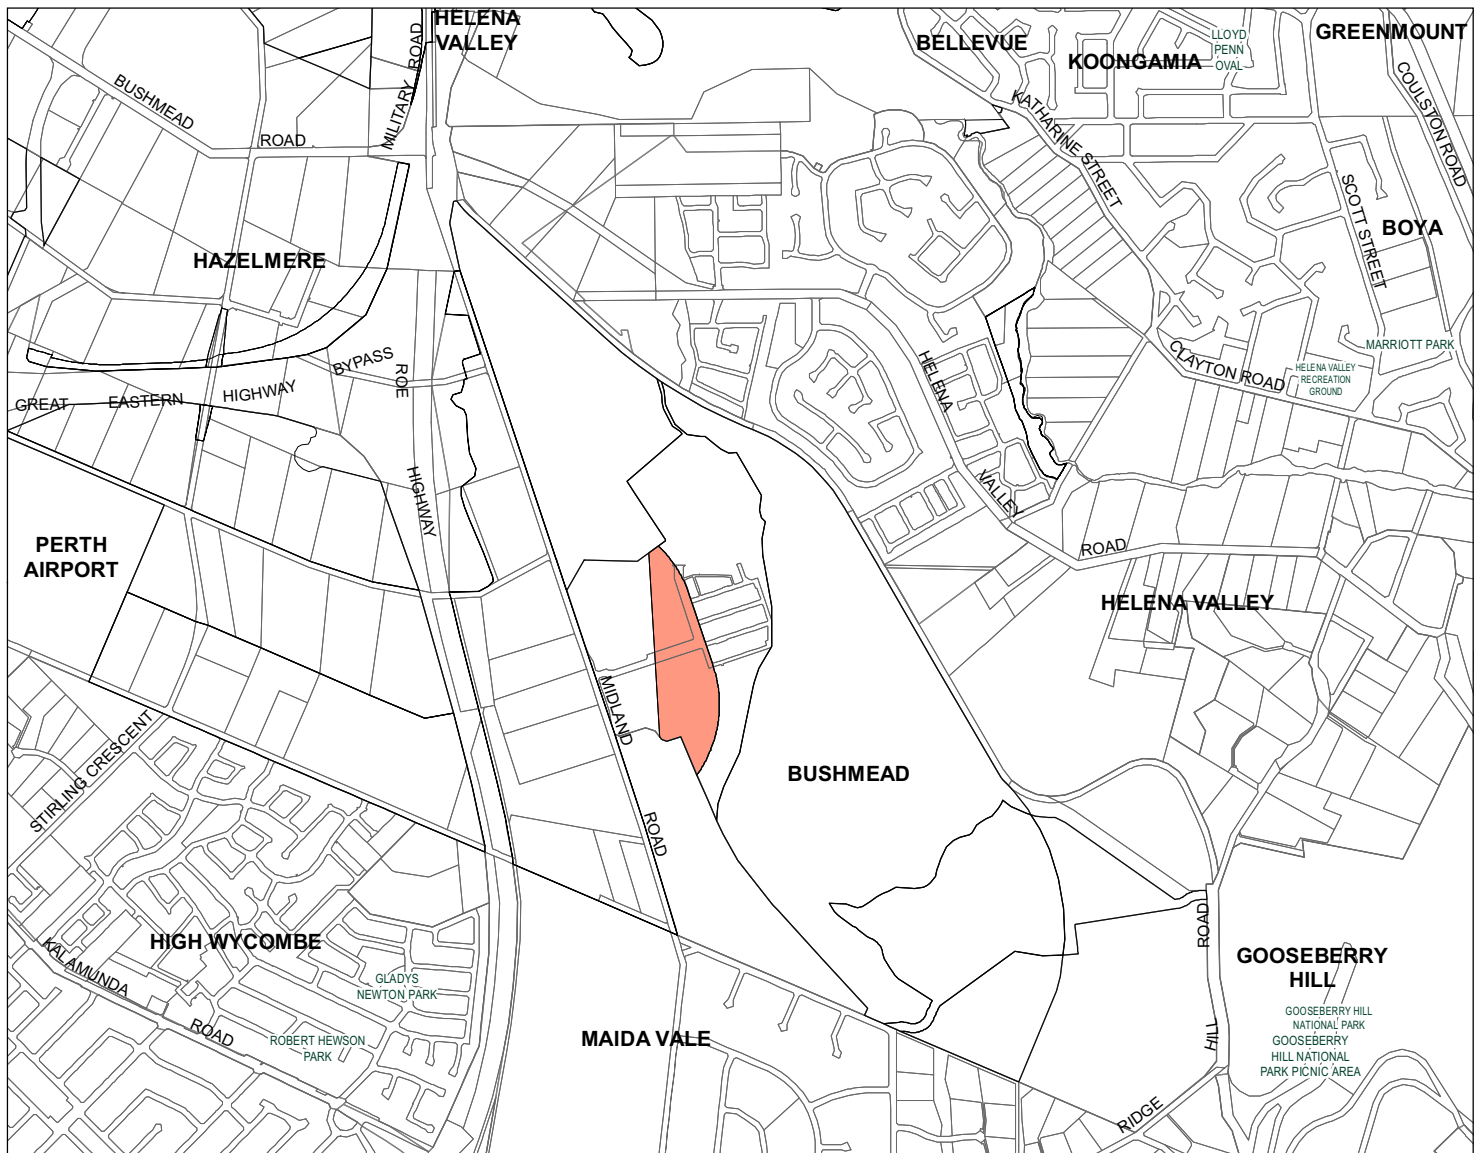 HELENA
VALLEY
BELLEVUE
KOONGAMIA
LLOYD
PENN
OVAL
GREENMOUNT
BUSHMEAD
ROAD
MILITARY ROAD
KATHARINE STREET
COULSTON ROAD
SCOTT STREET
BOYA
HAZELMERE
GREAT EASTERN HIGHWAY BYPASS
ROE
HIGHWAY
HELENA
VALLEY
ROAD
CLAYTON ROAD
MARRIOTT PARK
HELENA VALLEY
RECREATION
GROUND
PERTH
AIRPORT
HELENA VALLEY
MIDLAND
ROAD
STIRLING CRESCENT
BUSHMEAD
HIGH WYCOMBE
KALAMUNDA
ROAD
GLADYS
NEWTON PARK
ROBERT HEWSON
PARK
MAIDA VALE
ROAD
HILL
RIDGE
GOOSEBERRY
HILL
GOOSEBERRY HILL
NATIONAL PARK
GOOSEBERRY
HILL NATIONAL
PARK PICNIC AREA